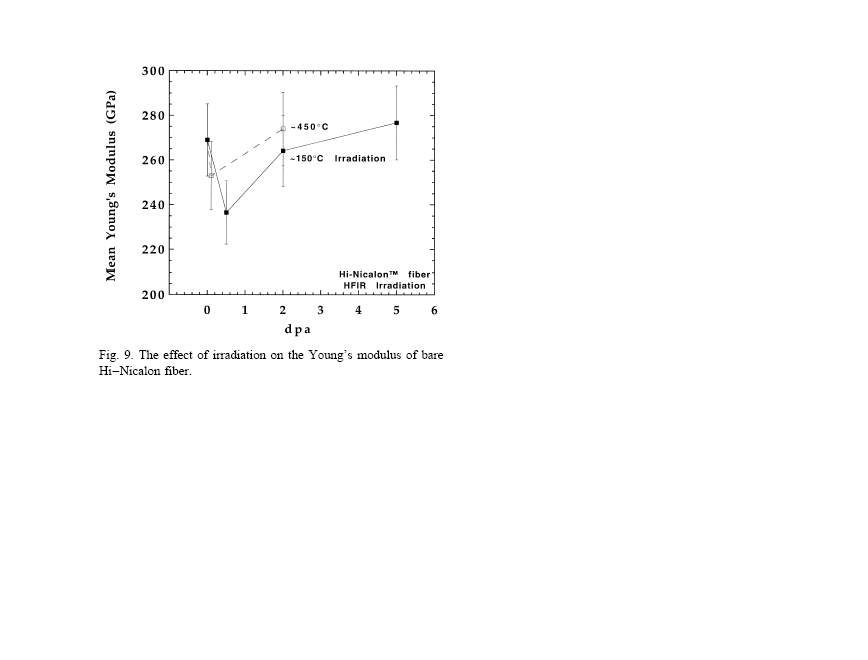 300
280
260
240
220
200
Mean Young's Modulus (GPa)
~450°C
~150°C Irradiation
Hi-Nicalon™ fiber
HFIR Irradiation
0 1 2 3 4 5 6
dpa
Fig. 9. The effect of irradiation on the Young's modulus of bare
Hi–Nicalon fiber.